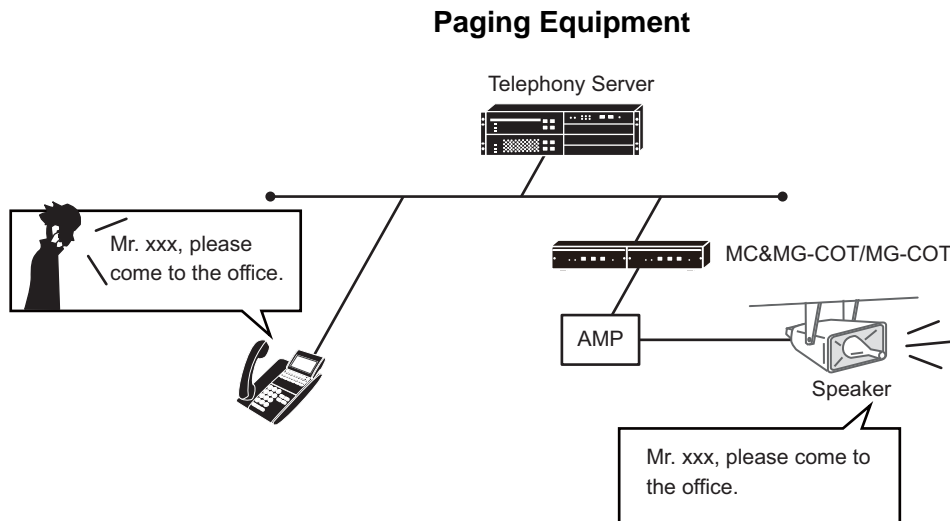 Paging Equipment
Telephony Server
Mr. xxx, please
come to the office.
MC&MG-COT/MG-COT
AMP
Speaker
Mr. xxx, please come to
the office.